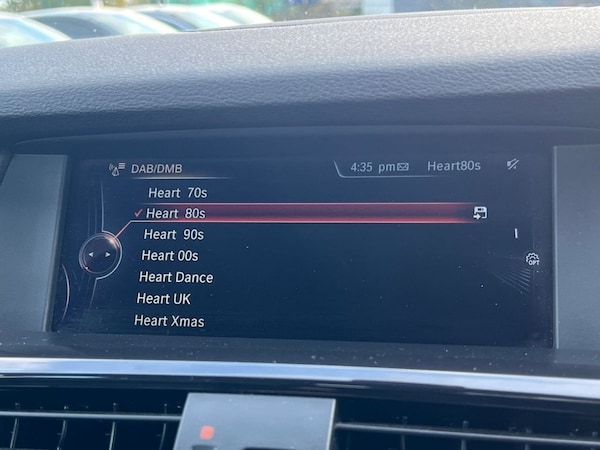 DAB/DMB 4:35 pm Heart80s
Heart 70s
Heart 80s
Heart 90s
Heart 00s
OPT
Heart Dance
Heart UK
Heart Xmas